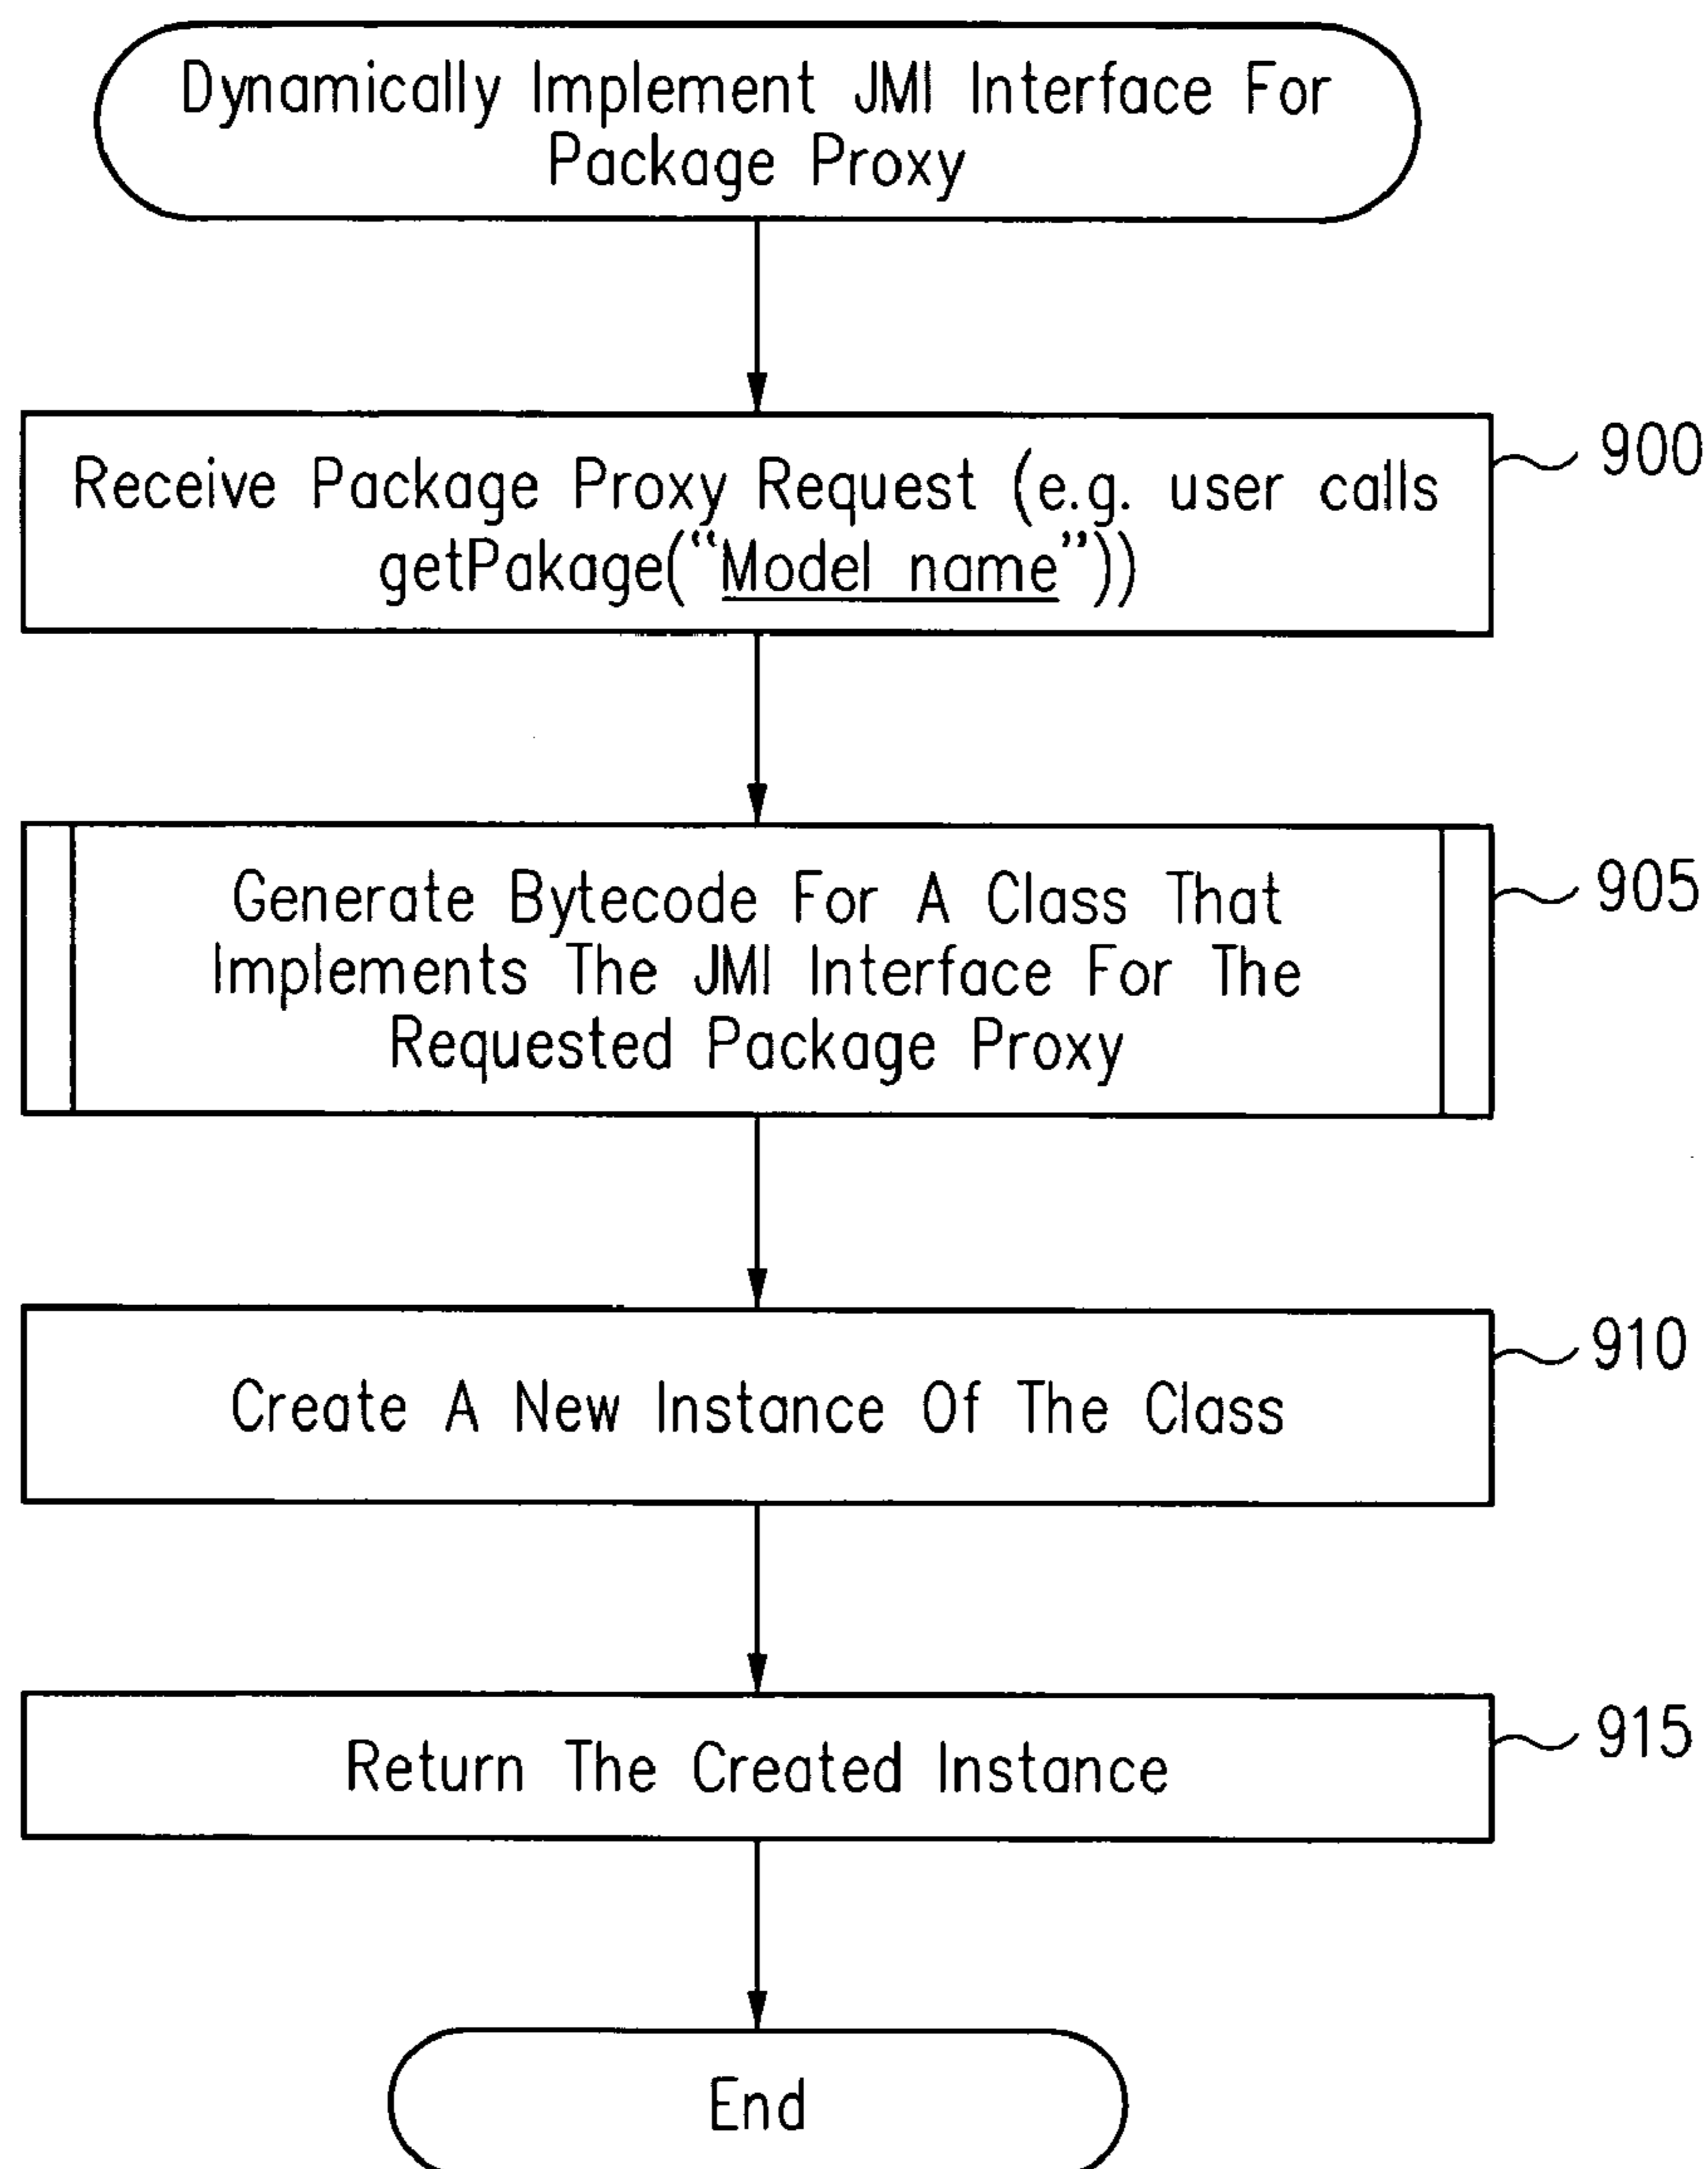 Dynamically Implement JMI Interface For
Package Proxy
Receive Package Proxy Request (e.g. user calls
getPakage(“Model name”))
900
Generate Bytecode For A Class That
Implements The JMI Interface For The
Requested Package Proxy
905
Create A New Instance Of The Class
910
Return The Created Instance
915
End